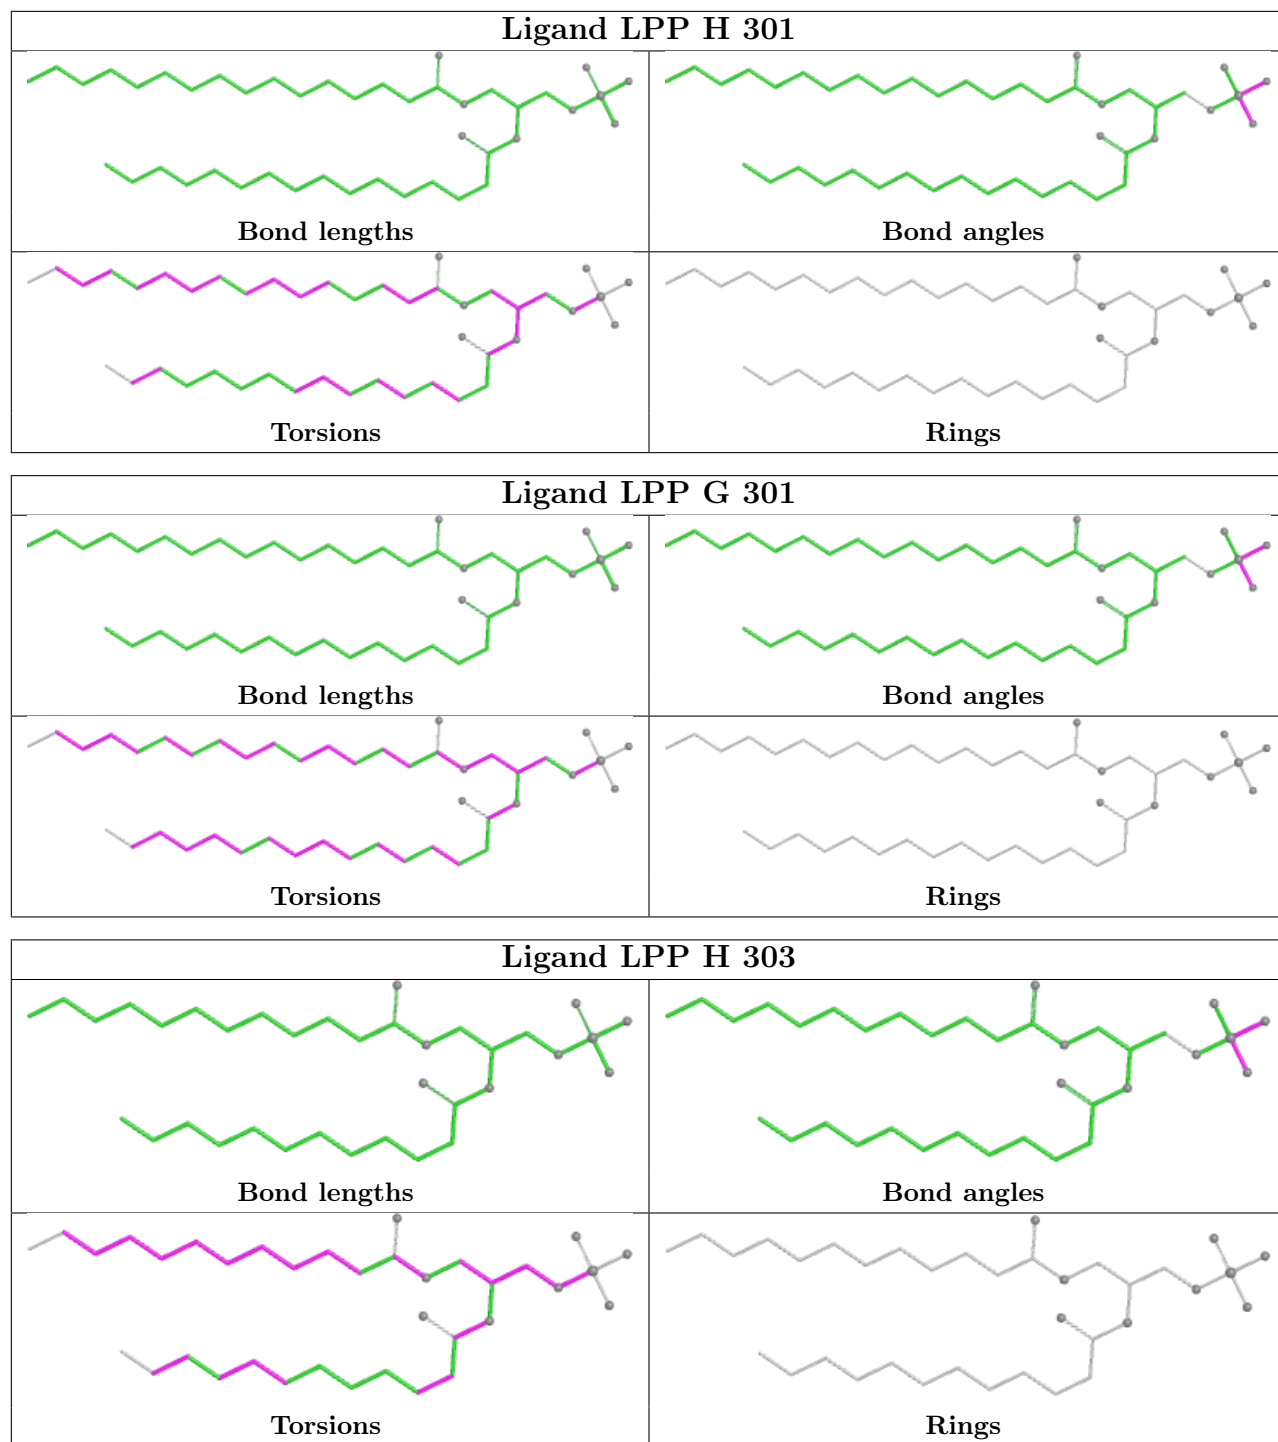 Ligand LPP H 301
Bond lengths
Bond angles
Torsions
Rings
Ligand LPP G 301
Bond lengths
Bond angles
Torsions
Rings
Ligand LPP H 303
Bond lengths
Bond angles
Torsions
Rings